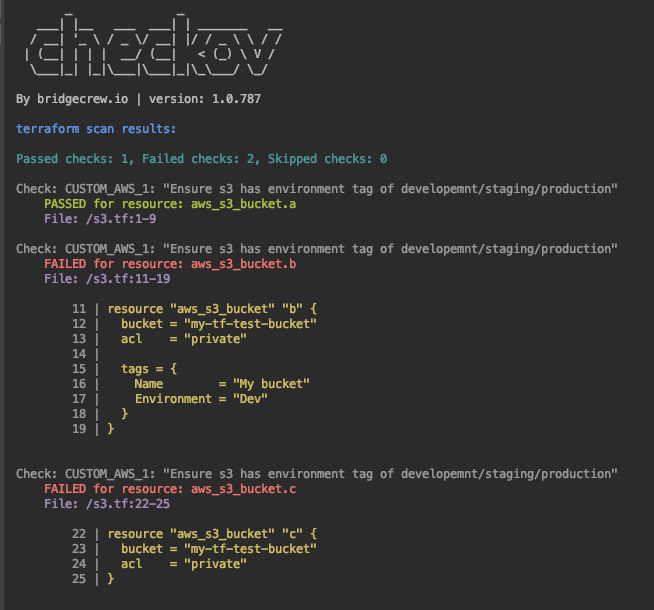 checkov
By bridgecrew.io | version: 1.0.787
terraform scan results:
Passed checks: 1, Failed checks: 2, Skipped checks: 0
Check: CUSTOM_AWS_1: "Ensure s3 has environment tag of developemnt/staging/production"
PASSED for resource: aws_s3_bucket.a
File: /s3.tf:1-9
Check: CUSTOM_AWS_1: "Ensure s3 has environment tag of developemnt/staging/production"
FAILED for resource: aws_s3_bucket.b
File: /s3.tf:11-19
11 | resource "aws_s3_bucket" "b" {
12 |   bucket = "my-tf-test-bucket"
13 |   acl    = "private"
14 |
15 |   tags = {
16 |     Name        = "My bucket"
17 |     Environment = "Dev"
18 |   }
19 | }
Check: CUSTOM_AWS_1: "Ensure s3 has environment tag of developemnt/staging/production"
FAILED for resource: aws_s3_bucket.c
File: /s3.tf:22-25
22 | resource "aws_s3_bucket" "c" {
23 |   bucket = "my-tf-test-bucket"
24 |   acl    = "private"
25 | }